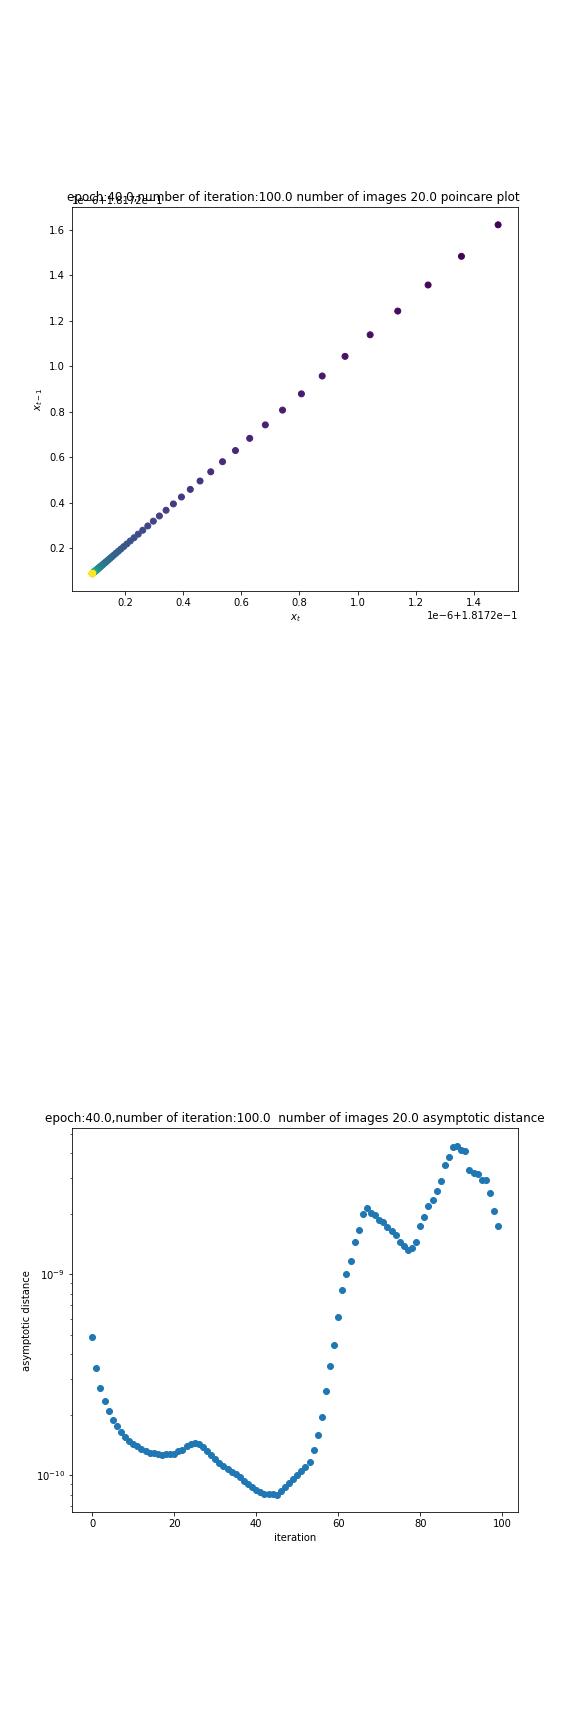 epoch:40.0,number of iteration:100.0 number of images 20.0 poincare plot
1e−6+1.8172e−1
1.6
1.4
1.2
1.0
0.8
0.6
0.4
0.2
x_{t−1}
0.2 0.4 0.6 0.8 1.0 1.2 1.4
x_t
1e−6+1.8172e−1
epoch:40.0,number of iteration:100.0  number of images 20.0 asymptotic distance
10^{−9}
10^{−10}
asymptotic distance
0 20 40 60 80 100
iteration